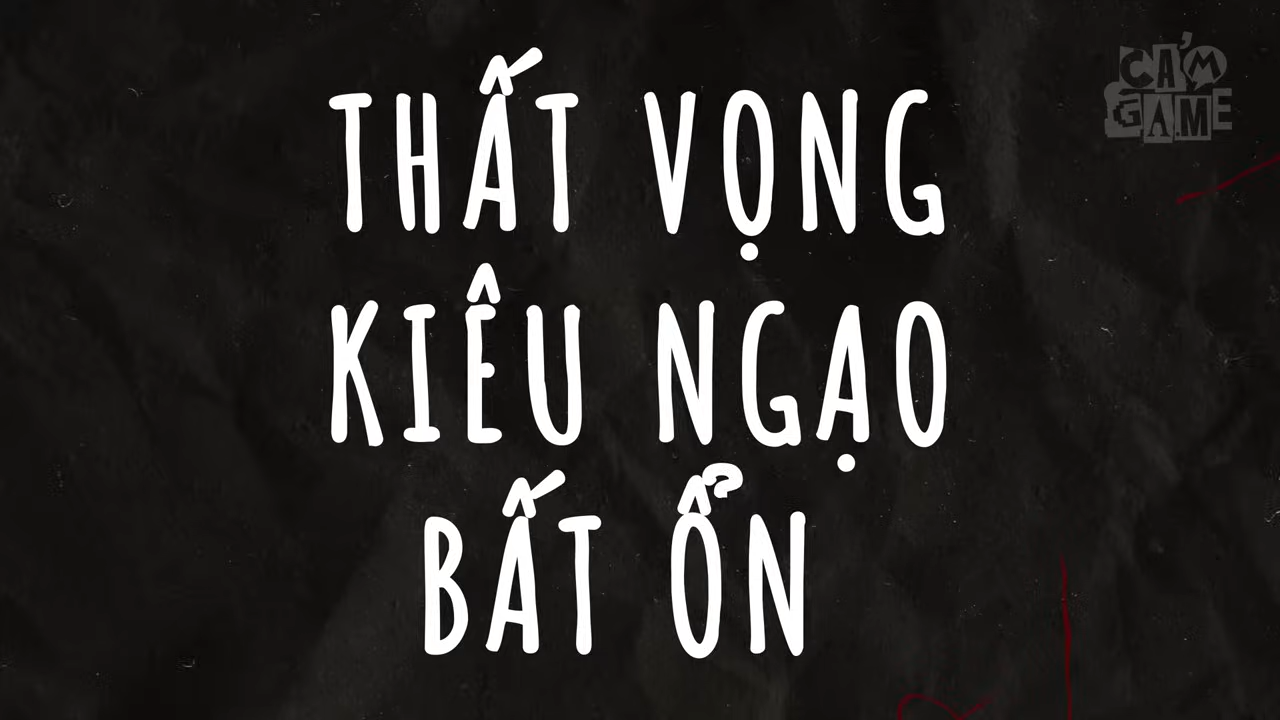 THẤT VỌNG
KIÊU NGẠO
BẤT ỔN
CẢM
GAME